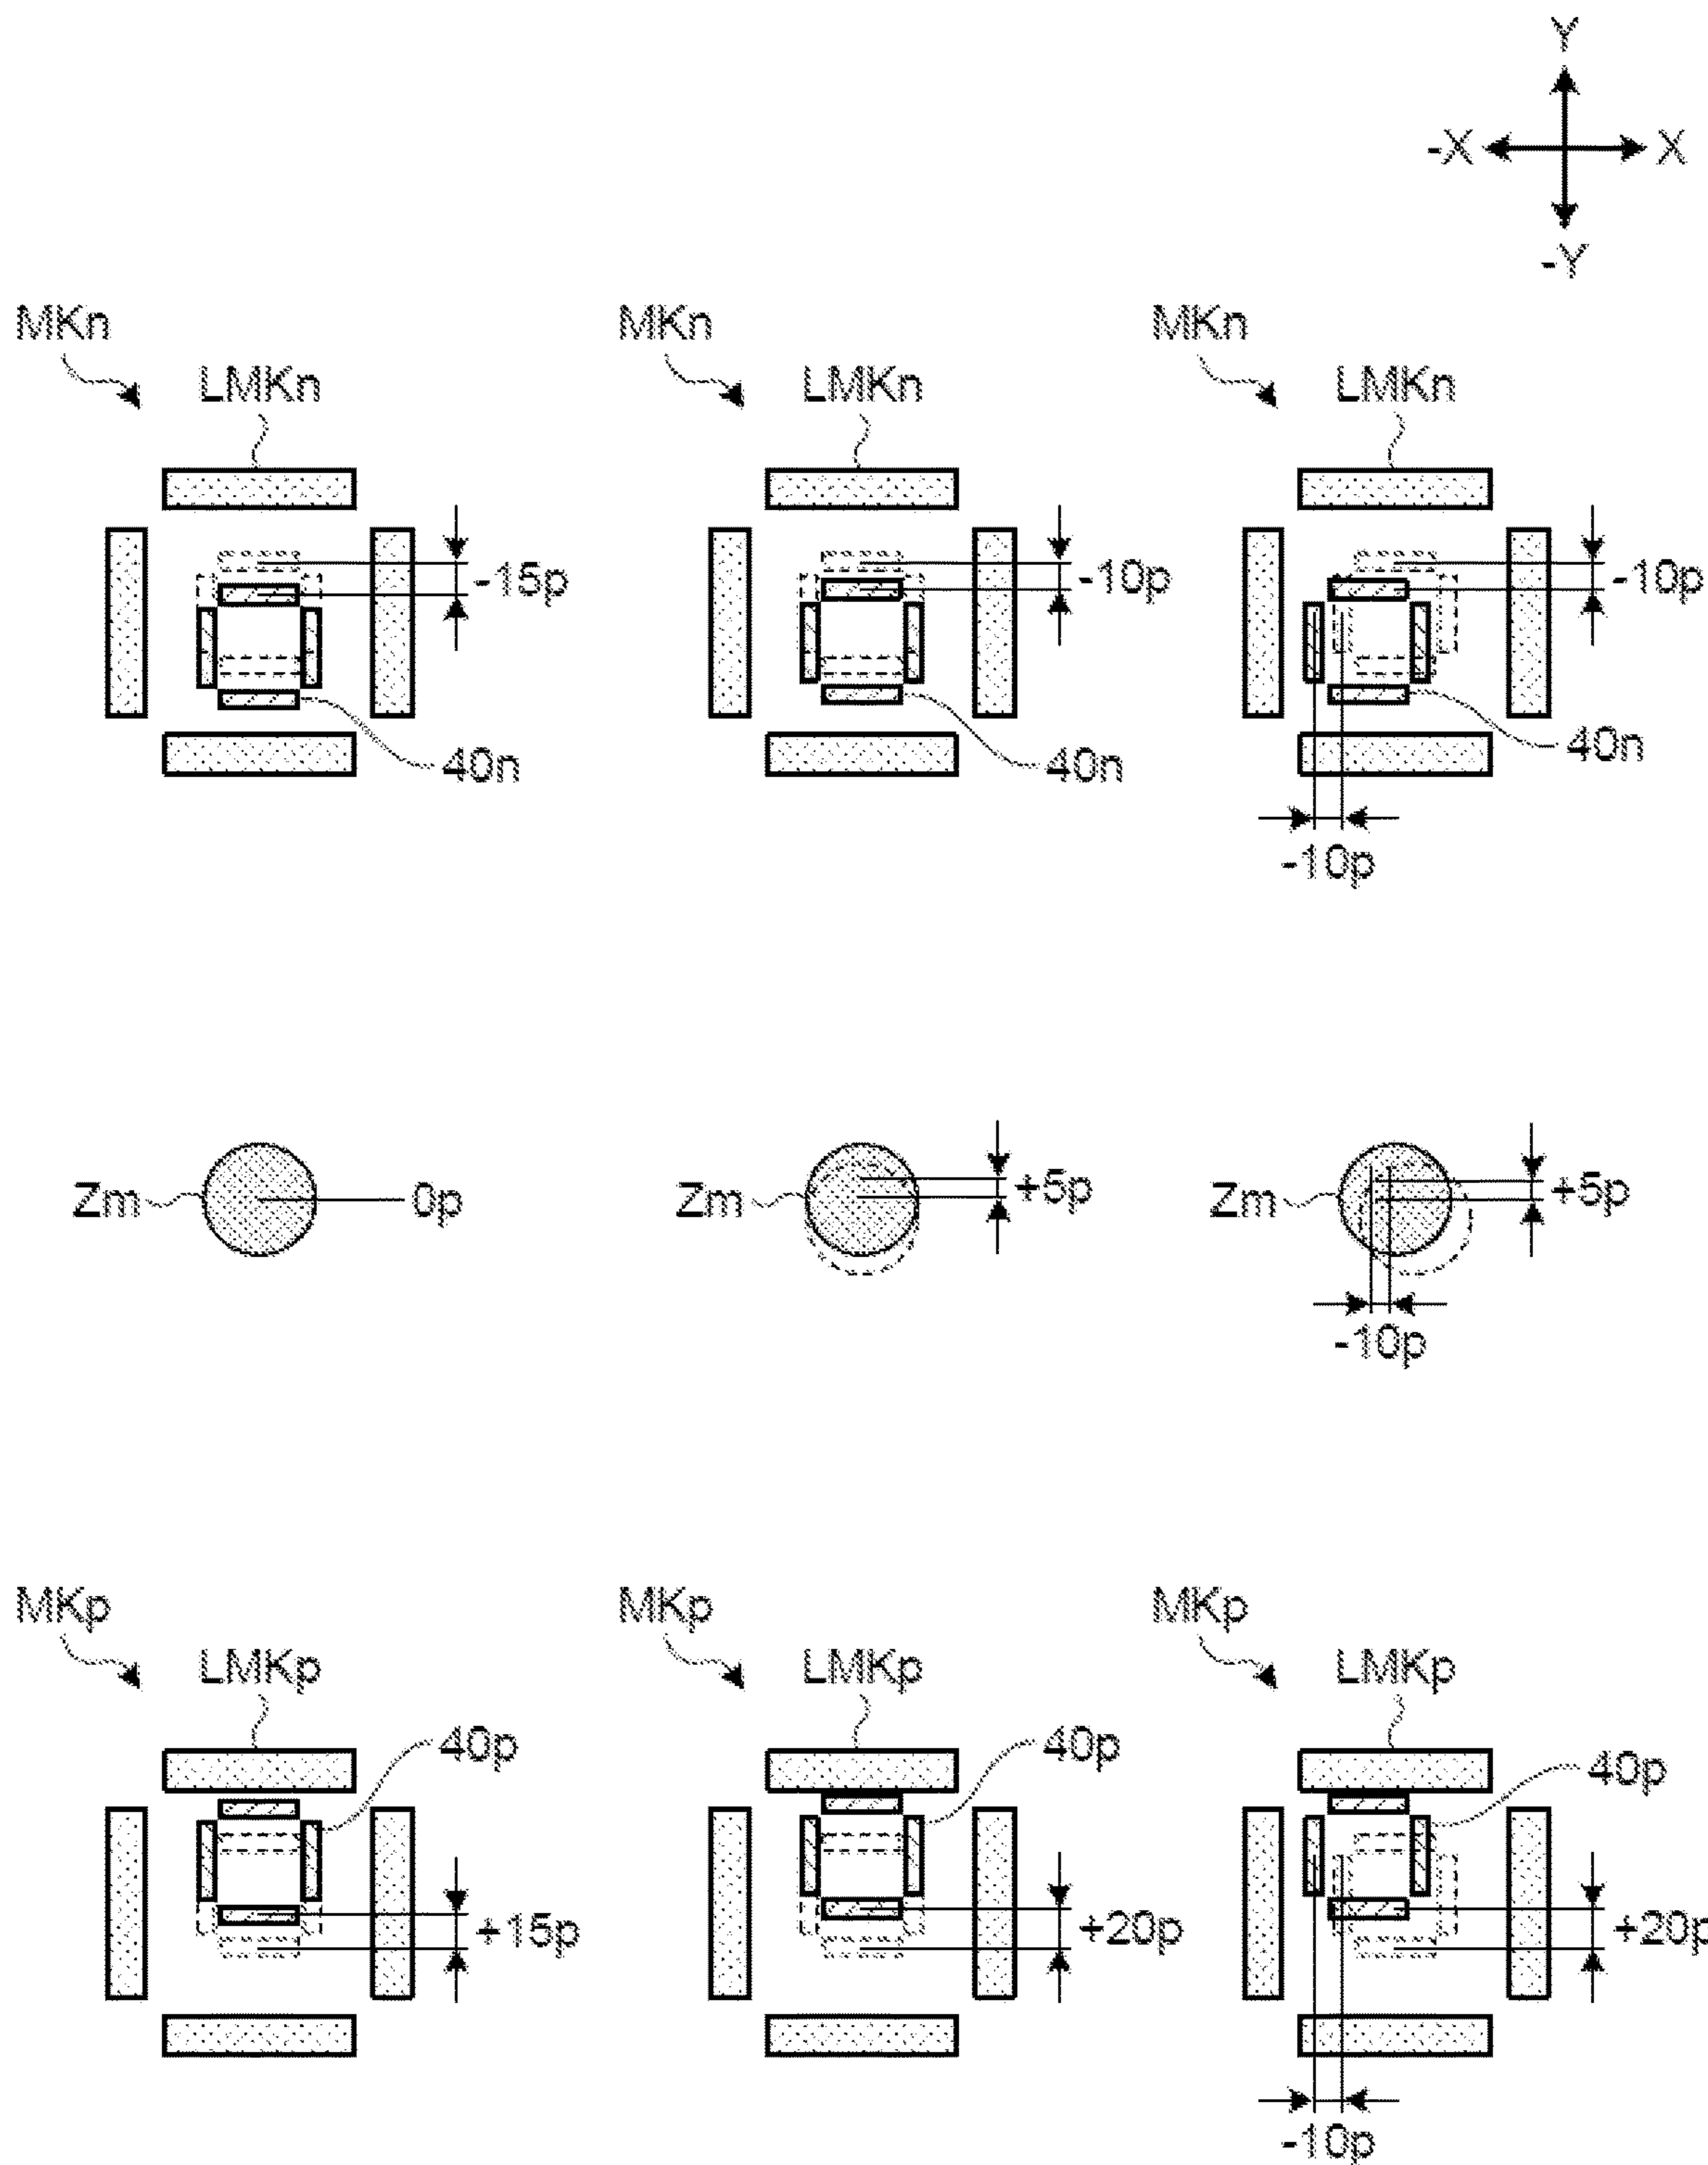 Y
-X X
-Y
MKn MKn MKn
LMKn LMKn LMKn
-15p -10p -10p
40n 40n 40n
-10p
Zm 0p Zm +5p Zm +5p
-10p
MKp MKp MKp
LMKp LMKp LMKp
40p 40p 40p
+15p +20p +20p
-10p